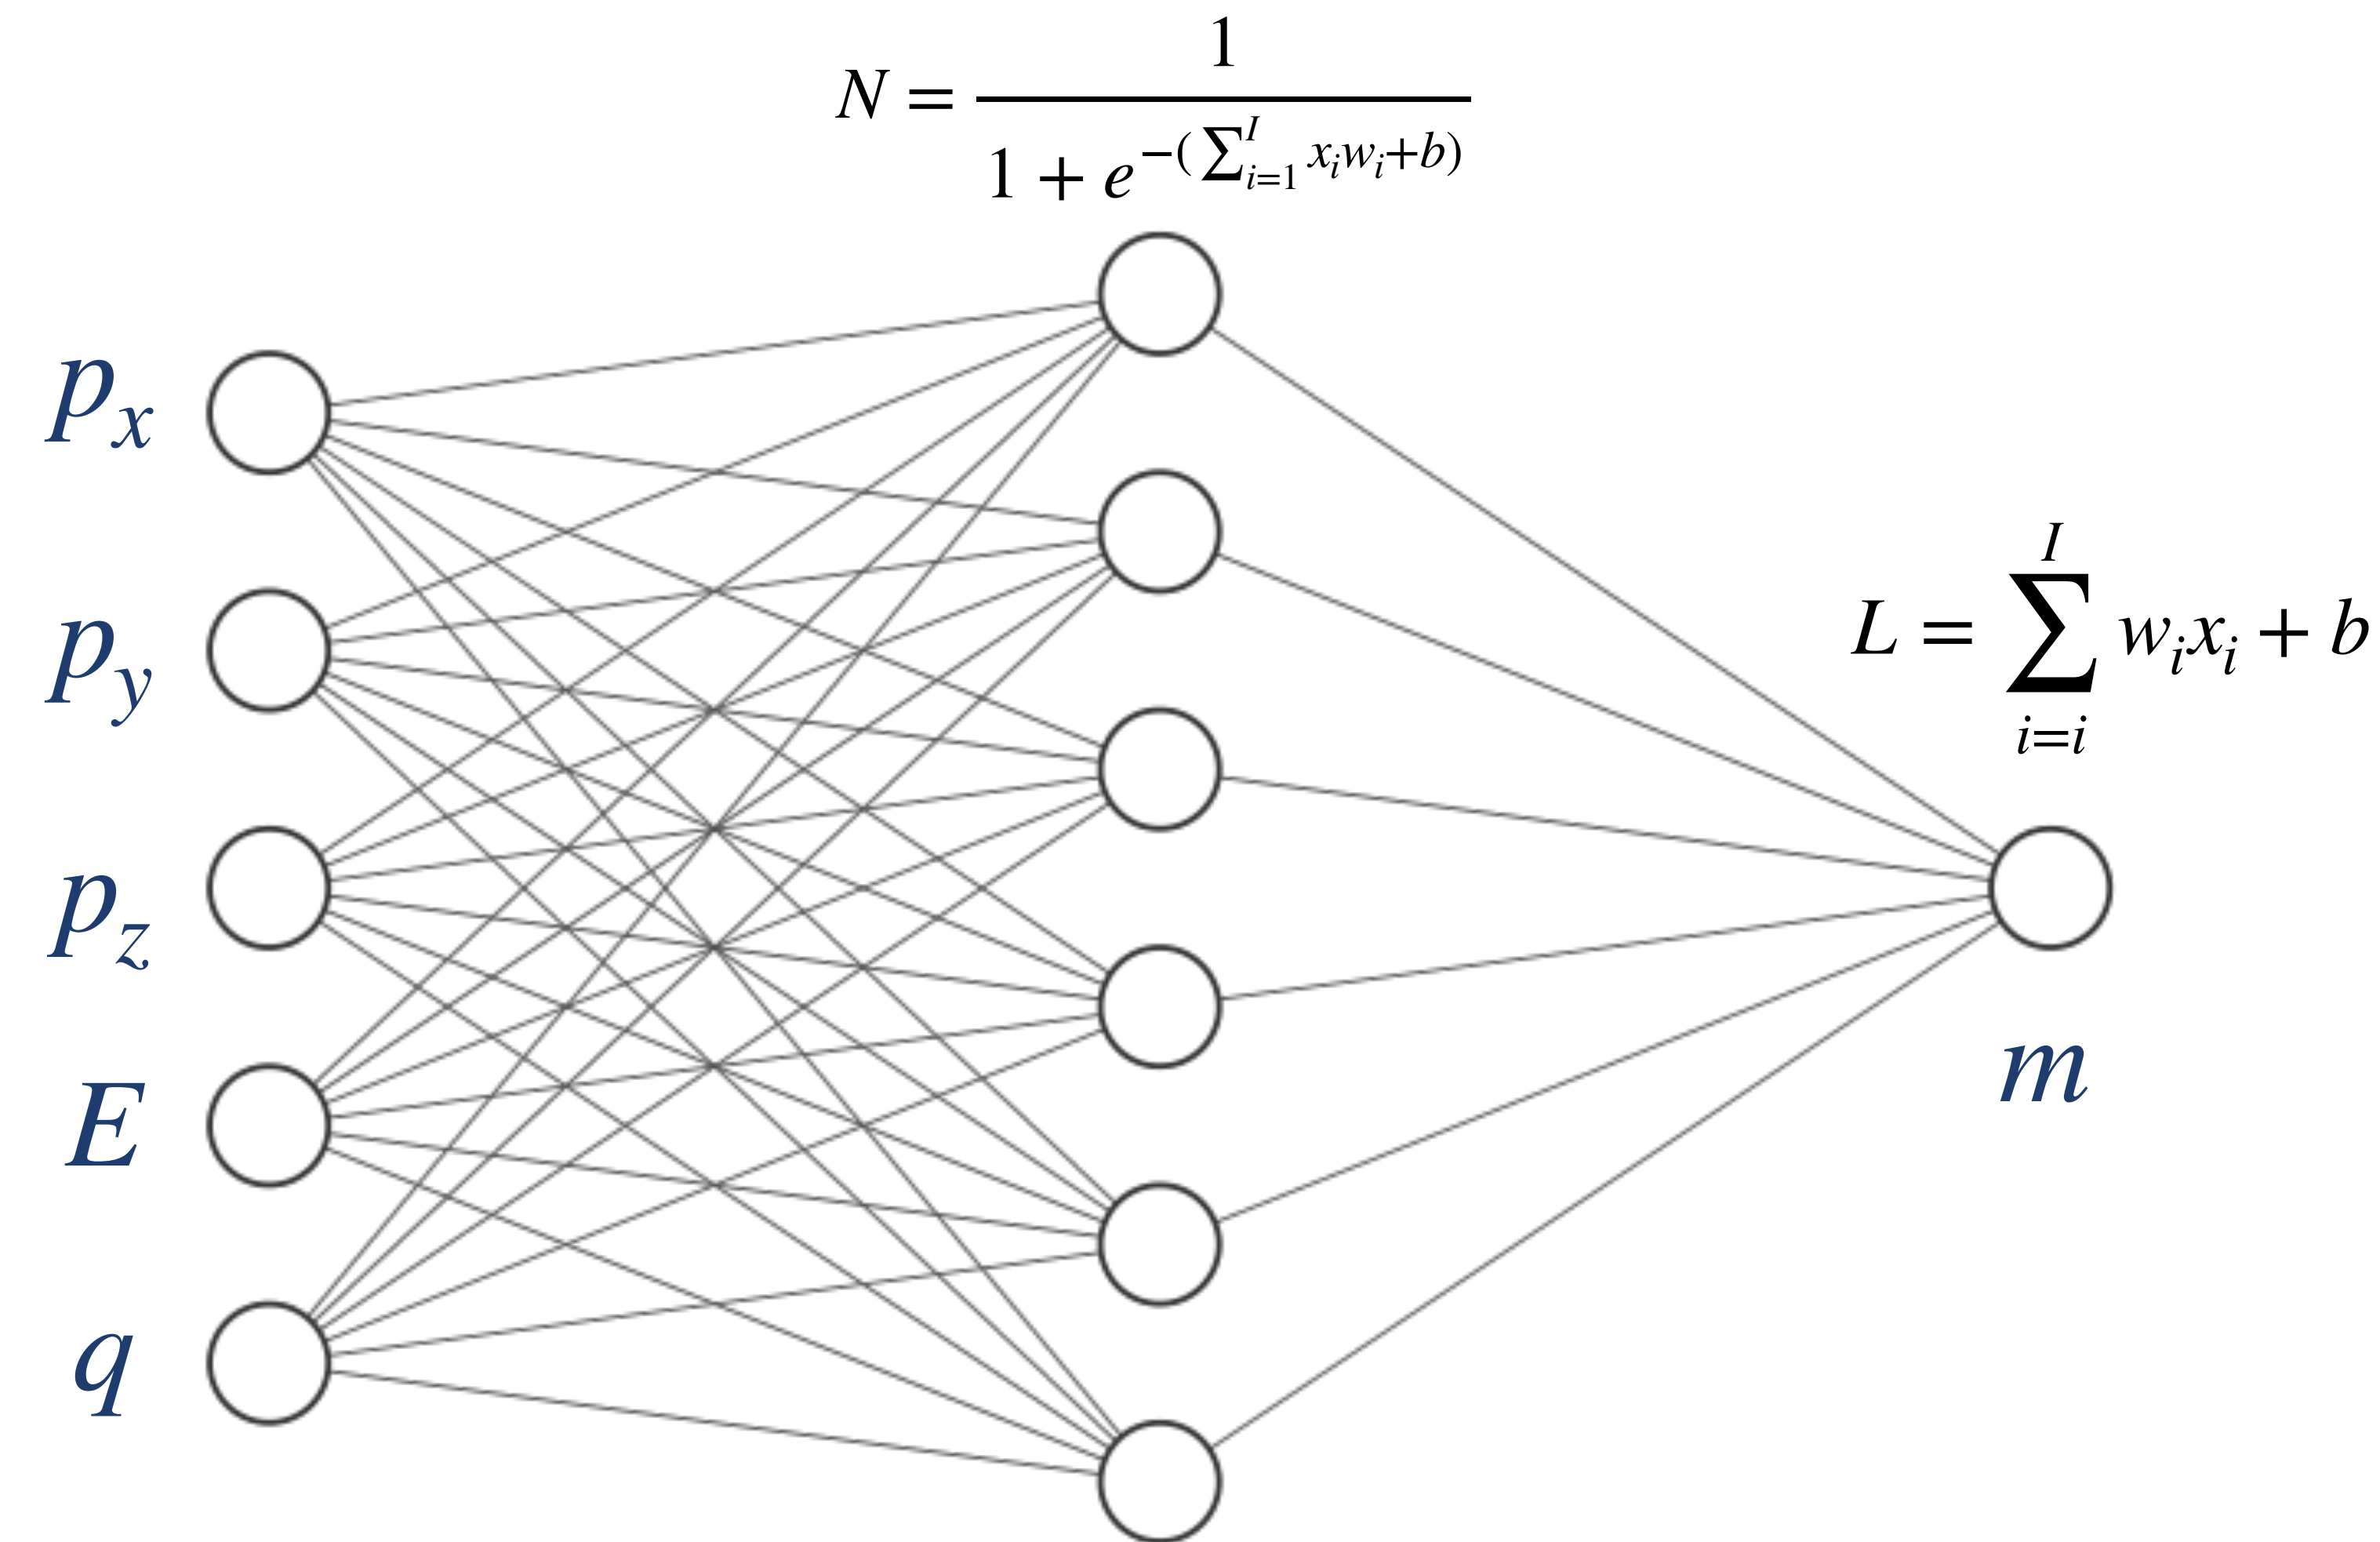 N = 1 / (1 + e^{-(∑_{i=1}^{I} x_i w_i + b)})
p_x
p_y
L = ∑_{i=i}^{I} w_i x_i + b
p_z
E
m
q